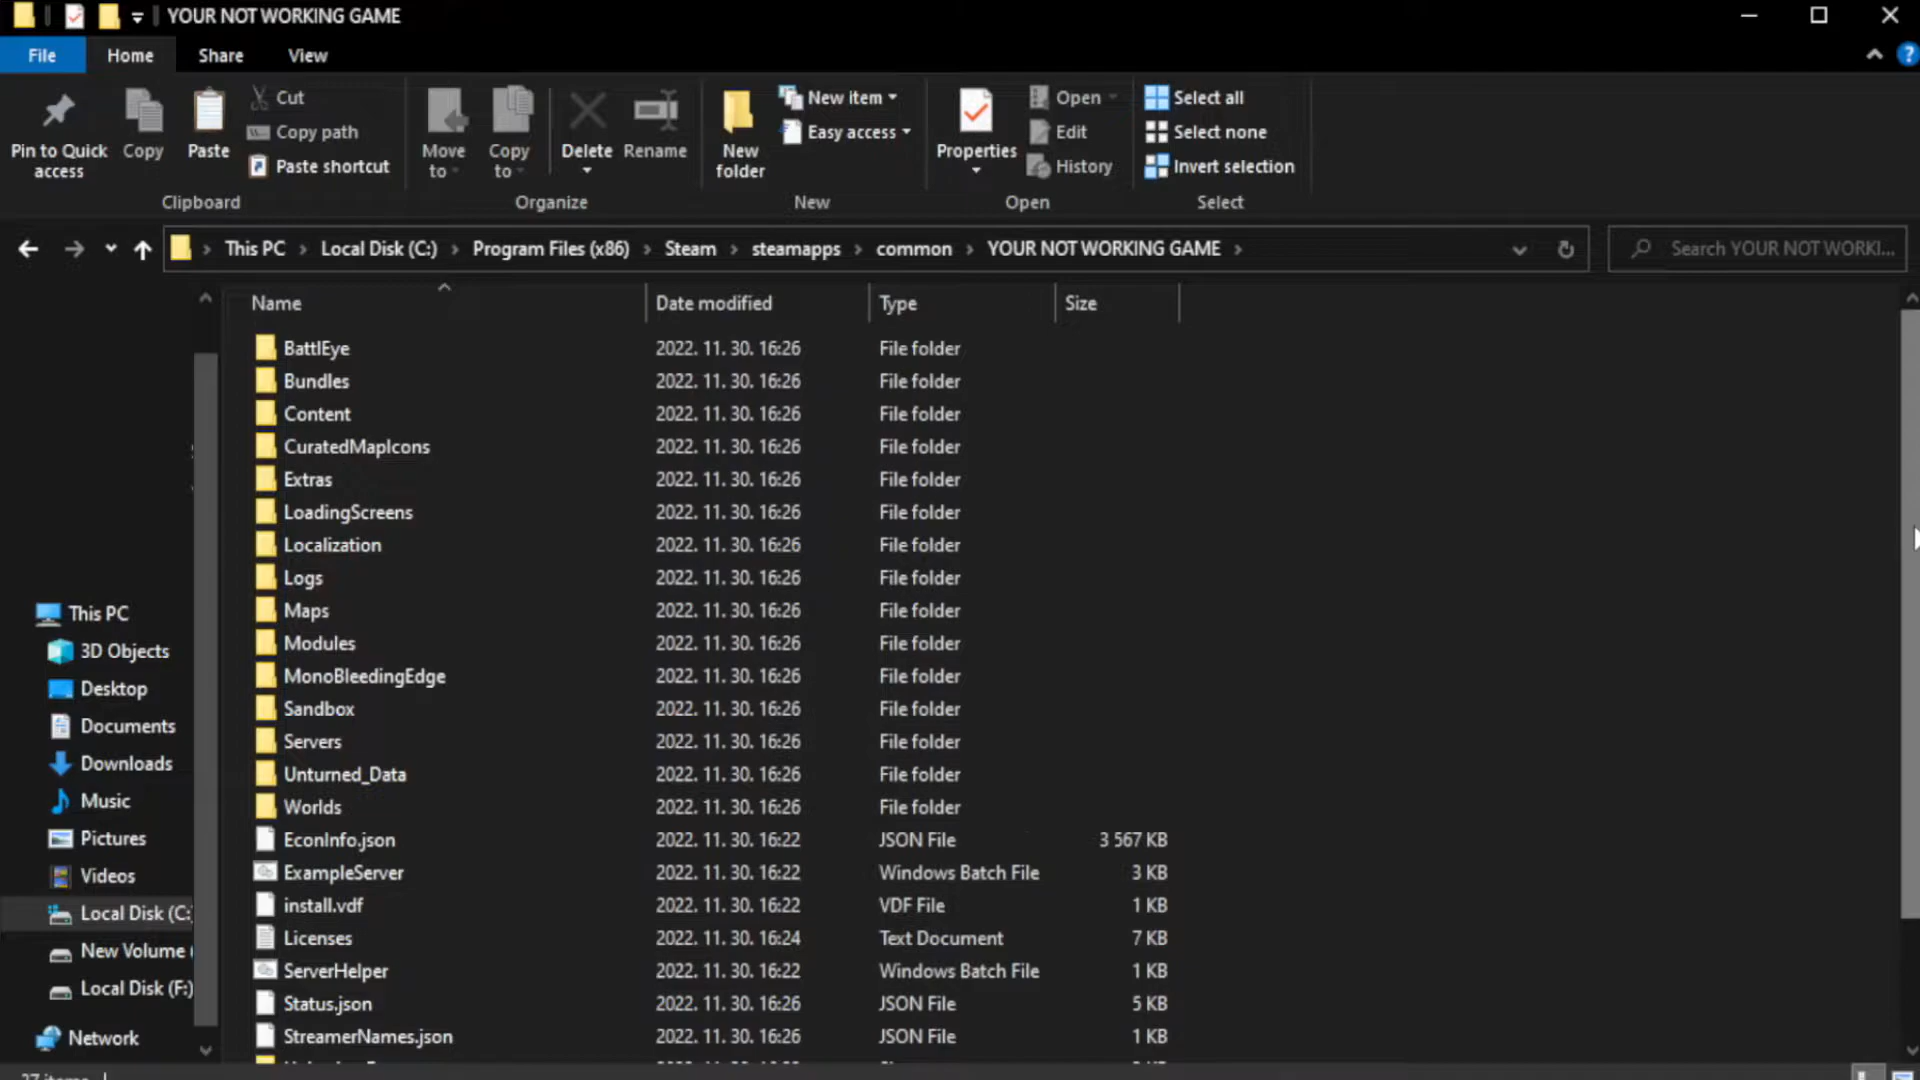 YOUR NOT WORKING GAME
File Home Share View
Pin to Quick access
Copy
Paste
Cut
Copy path
Paste shortcut
Clipboard
Move to
Copy to
Delete
Rename
Organize
New folder
New item
Easy access
New
Properties
Open
Edit
History
Open
Select all
Select none
Invert selection
Select
This PC Local Disk (C:) Program Files (x86) Steam steamapps common YOUR NOT WORKING GAME
Search YOUR NOT WORKI...
Name Date modified Type Size
BattlEye 2022. 11. 30. 16:26 File folder
Bundles 2022. 11. 30. 16:26 File folder
Content 2022. 11. 30. 16:26 File folder
CuratedMapIcons 2022. 11. 30. 16:26 File folder
Extras 2022. 11. 30. 16:26 File folder
LoadingScreens 2022. 11. 30. 16:26 File folder
Localization 2022. 11. 30. 16:26 File folder
Logs 2022. 11. 30. 16:26 File folder
Maps 2022. 11. 30. 16:26 File folder
Modules 2022. 11. 30. 16:26 File folder
MonoBleedingEdge 2022. 11. 30. 16:26 File folder
Sandbox 2022. 11. 30. 16:26 File folder
Servers 2022. 11. 30. 16:26 File folder
Unturned_Data 2022. 11. 30. 16:26 File folder
Worlds 2022. 11. 30. 16:26 File folder
EconInfo.json 2022. 11. 30. 16:22 JSON File 3 567 KB
ExampleServer 2022. 11. 30. 16:22 Windows Batch File 3 KB
install.vdf 2022. 11. 30. 16:22 VDF File 1 KB
Licenses 2022. 11. 30. 16:24 Text Document 7 KB
ServerHelper 2022. 11. 30. 16:22 Windows Batch File 1 KB
Status.json 2022. 11. 30. 16:26 JSON File 5 KB
StreamerNames.json 2022. 11. 30. 16:26 JSON File 1 KB
This PC
3D Objects
Desktop
Documents
Downloads
Music
Pictures
Videos
Local Disk (C:
New Volume (
Local Disk (F:)
Network